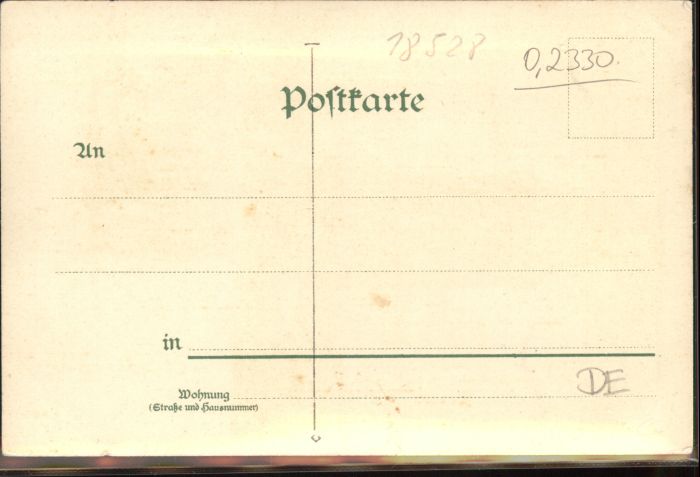 18528
0,2330.
Postkarte
An
in
DE
Wohnung
(Straße und Hausnummer)